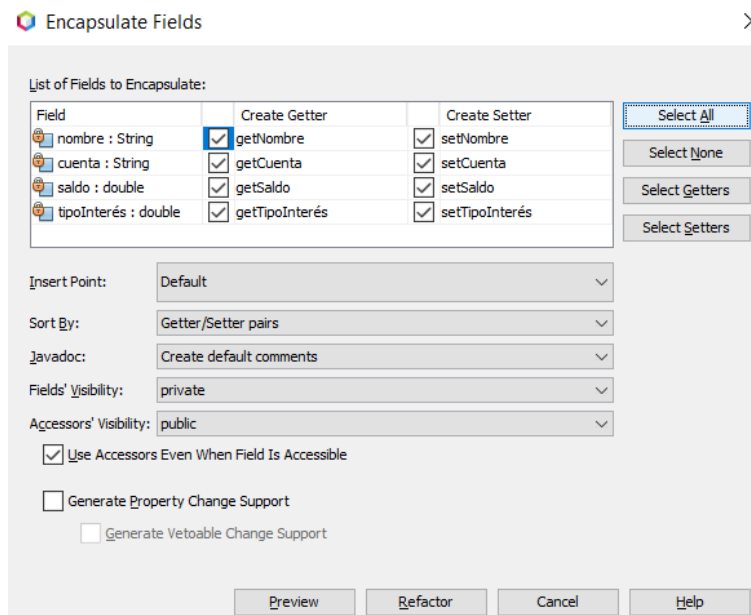 Encapsulate Fields
List of Fields to Encapsulate:
Field Create Getter Create Setter
nombre : String getNombre setNombre
cuenta : String getCuenta setCuenta
saldo : double getSaldo setSaldo
tipoInterés : double getTipoInterés setTipoInterés
Select All
Select None
Select Getters
Select Setters
Insert Point: Default
Sort By: Getter/Setter pairs
Javadoc: Create default comments
Fields' Visibility: private
Accessors' Visibility: public
Use Accessors Even When Field Is Accessible
Generate Property Change Support
Generate Vetoable Change Support
Preview Refactor Cancel Help